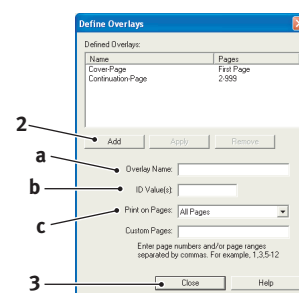 Define Overlays
Defined Overlays:
Name Pages
Cover-Page First Page
Continuation-Page 2-999
2 Add Apply Remove
a Overlay Name:
b ID Value(s):
c Print on Pages: All Pages
Custom Pages:
Enter page numbers and/or page ranges
separated by commas. For example, 1,3,5-12
3 Close Help